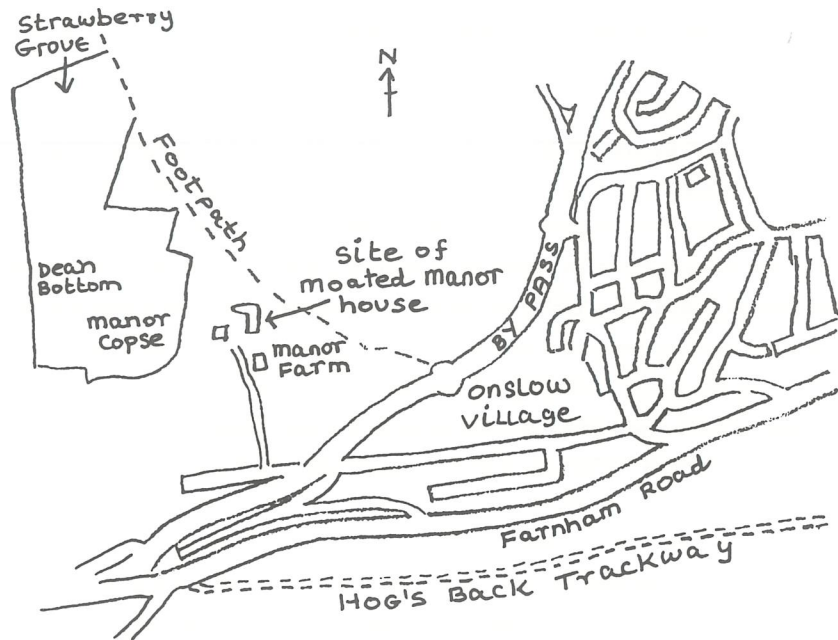 Strawberry
Grove
N
Footpath
Site of
moated Manor
house
Dean
Bottom
Manor
Copse
Manor
Farm
BY PASS
Onslow
Village
Farnham Road
Hog's Back Trackway